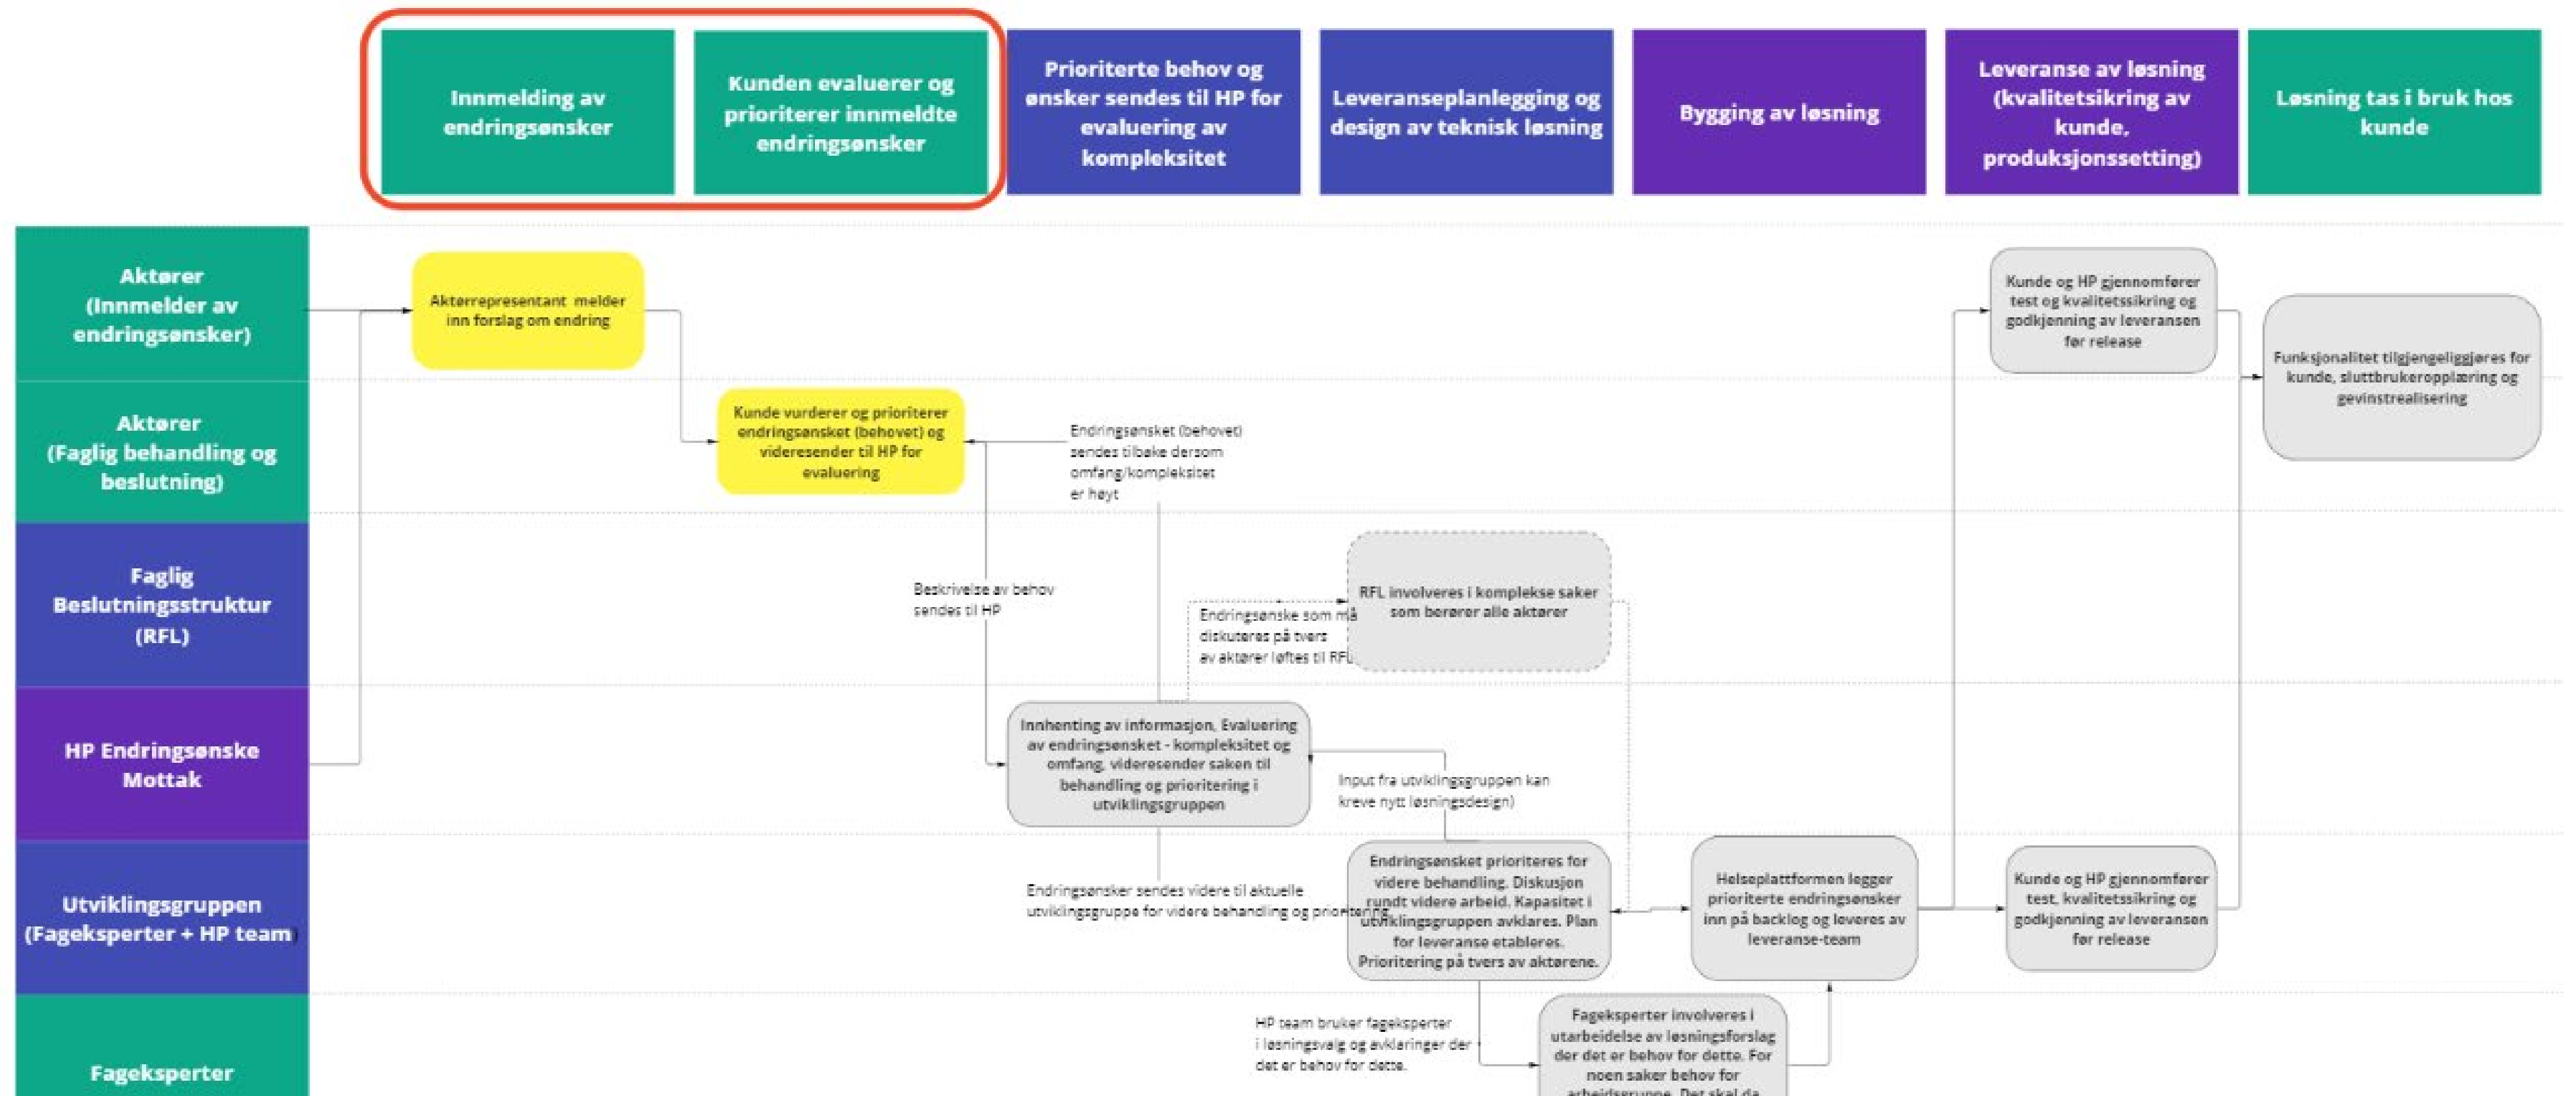 Innmelding av
endringsønsker
Kunden evaluerer og
prioriterer innmeldte
endringsønsker
Prioriterte behov og
ønsker sendes til HP for
evaluering av
kompleksitet
Leveranseplanlegging og
design av teknisk løsning
Bygging av løsning
Leveranse av løsning
(kvalitetsikring av
kunde,
produksjonssetting)
Løsning tas i bruk hos
kunde
Aktører
(Innmelder av
endringsønsker)
Aktørrepresentant melder
inn forslag om endring
Kunde og HP gjennomfører
test og kvalitetssikring og
godkjenning av leveransen
før release
Funksjonalitet tilgjengeliggjøres for
kunde, sluttbrukeropplæring og
gevinstrealisering
Aktører
(Faglig behandling og
beslutning)
Kunde vurderer og prioriterer
endringsønsket (behovet) og
videresender til HP for
evaluering
Endringsønsket (behovet)
sendes tilbake dersom
omfang/kompleksitet
er høyt
Faglig
Beslutningsstruktur
(RFL)
Beskrivelse av behov
sendes til HP
Endringsønske som må
diskuteres på tvers
av aktører løftes til RFL
RFL involveres i komplekse saker
som berører alle aktører
HP Endringsønske
Mottak
Innhenting av informasjon, Evaluering
av endringsønsket - kompleksitet og
omfang, videresender saken til
behandling og prioritering i
utviklingsgruppen
Input fra utviklingsgruppen kan
kreve nytt løsningsdesign)
Utviklingsgruppen
(Fageksperter + HP team)
Endringsønsker sendes videre til aktuelle
utviklingsgruppe for videre behandling og prioritering
Endringsønsket prioriteres for
videre behandling. Diskusjon
rundt videre arbeid. Kapasitet i
utviklingsgruppen avklares. Plan
for leveranse etableres.
Prioritering på tvers av aktørene.
Helseplattformen legger
prioriterte endringsønsker
inn på backlog og leveres av
leveranse-team
Kunde og HP gjennomfører
test, kvalitetssikring og
godkjenning av leveransen
før release
Fageksperter
HP team bruker fageksperter
i løsningsvalg og avklaringer der
det er behov for dette.
Fageksperter involveres i
utarbeidelse av løsningsforslag
der det er behov for dette. For
noen saker behov for
arbeidsgruppe. Det skal da